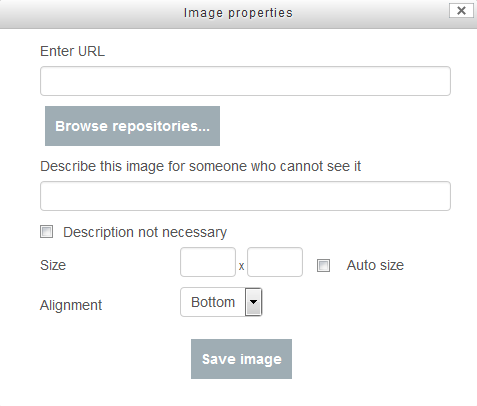 Image properties
Enter URL
Browse repositories...
Describe this image for someone who cannot see it
Description not necessary
Size x Auto size
Alignment Bottom
Save image